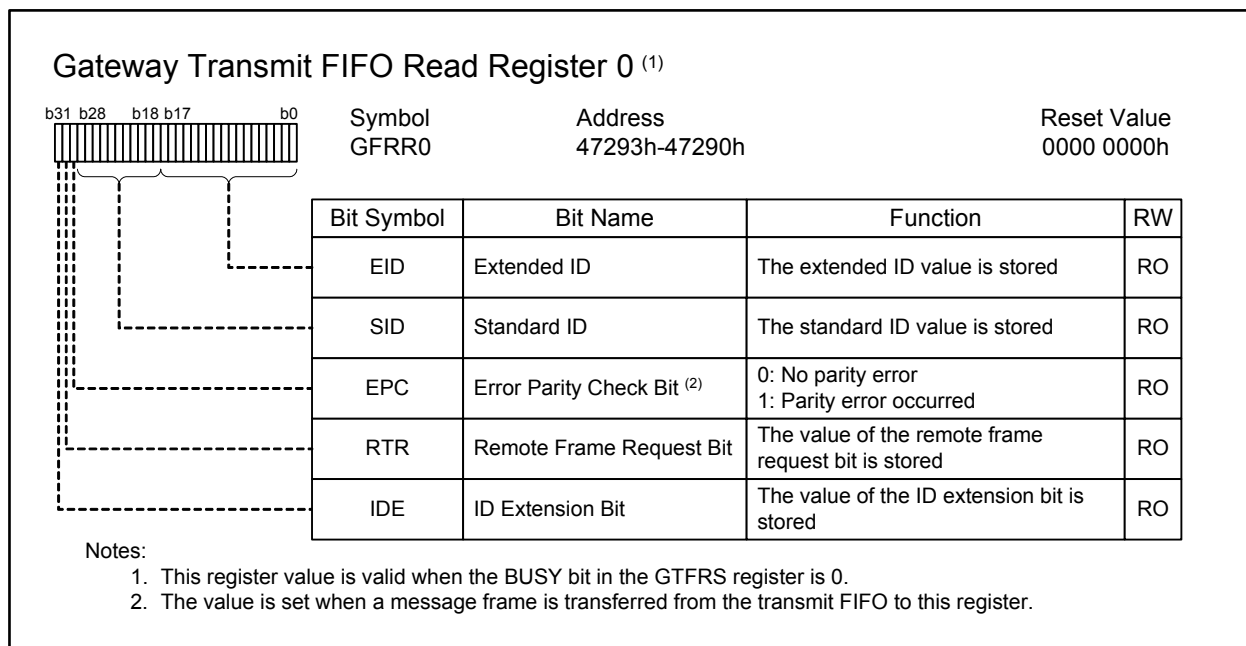 Gateway Transmit FIFO Read Register 0 (1)
b31 b28 b18 b17 b0
Symbol Address Reset Value
GFRR0 47293h-47290h 0000 0000h
Bit Symbol Bit Name Function RW
EID Extended ID The extended ID value is stored RO
SID Standard ID The standard ID value is stored RO
EPC Error Parity Check Bit (2) 0: No parity error RO
1: Parity error occurred
RTR Remote Frame Request Bit The value of the remote frame RO
request bit is stored
IDE ID Extension Bit The value of the ID extension bit is RO
stored
Notes:
1. This register value is valid when the BUSY bit in the GTFRS register is 0.
2. The value is set when a message frame is transferred from the transmit FIFO to this register.